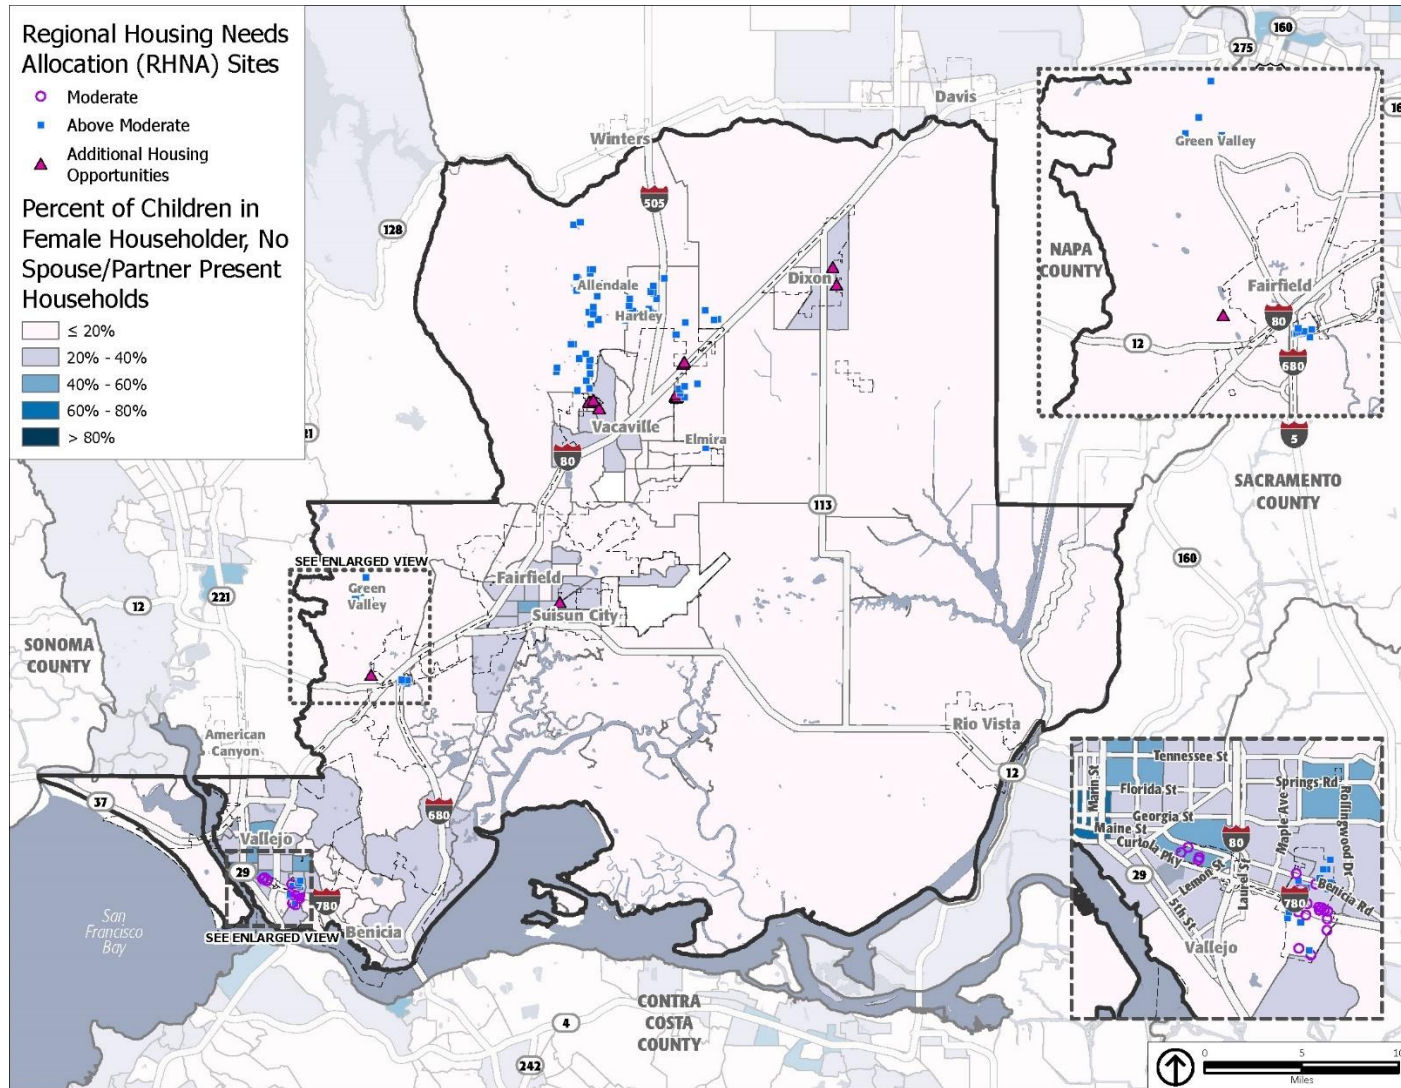 Regional Housing Needs
Allocation (RHNA) Sites
Moderate
Above Moderate
Additional Housing
Opportunities
Percent of Children in
Female Householder, No
Spouse/Partner Present
Households
≤ 20%
20% - 40%
40% - 60%
60% - 80%
> 80%
160
275
Davis
Winters
505
128
Allendale
Hartley
Dixon
Vacaville
Elmira
80
113
Green Valley
NAPA
COUNTY
Fairfield
80
12
680
5
SACRAMENTO
COUNTY
160
SEE ENLARGED VIEW
Green
Valley
Fairfield
Suisun City
12
221
SONOMA
COUNTY
American
Canyon
Rio Vista
12
37
680
Vallejo
29
780
SEE ENLARGED VIEW
Benicia
San
Francisco
Bay
CONTRA
COSTA
COUNTY
4
242
Tennessee St
Marin St
Florida St
Springs Rd
Maple Ave
Rollingwood Dr
Georgia St
Maine St
Curtola Pky
80
29
Lemon St
Laurel St
Benicia Rd
5th St
780
Vallejo
0 5 10
Miles